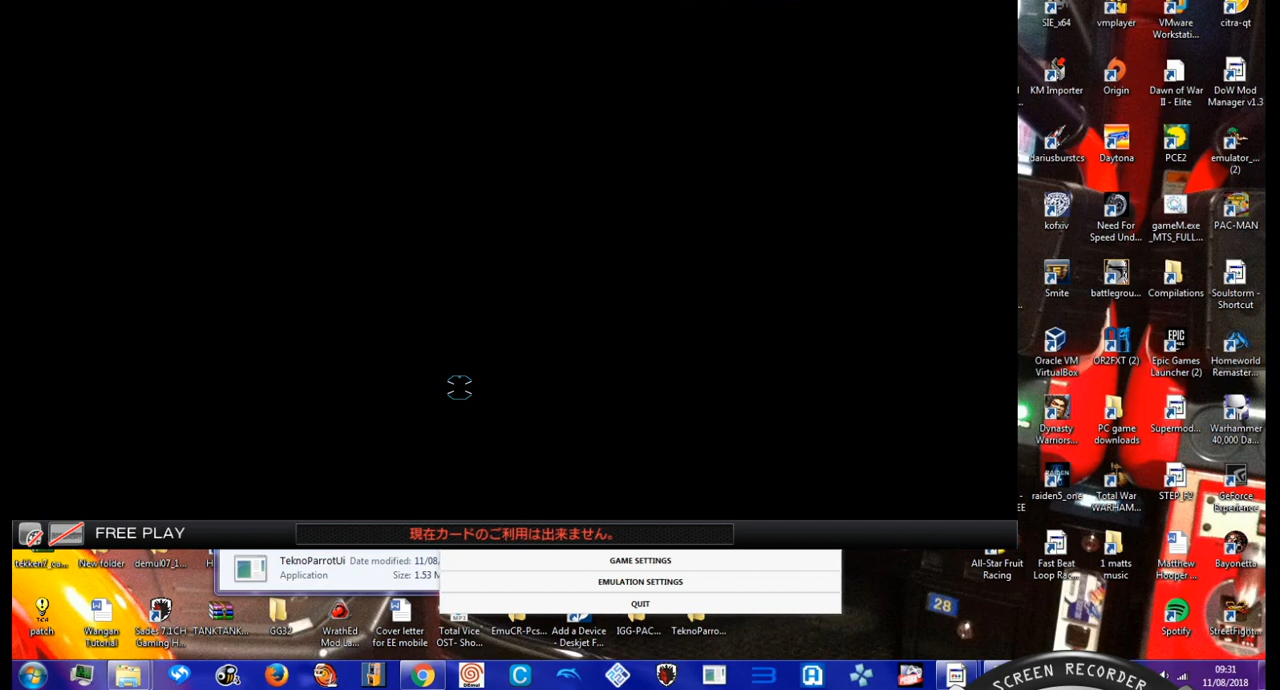 SIE_x64
vmplayer
VMware
Workstati...
citra-qt
KM Importer
Origin
Dawn of War
II - Elite
DoW Mod
Manager v1.3
dariusburstcs
Daytona
PCE2
emulator_...
(2)
kofxiv
Need For
Speed Und...
gameM.exe
_MTS_FULL...
PAC-MAN
Smite
battlegrou...
Compilations
Soulstorm -
Shortcut
Oracle VM
VirtualBox
OR2FXT (2)
Epic Games
Launcher (2)
Homeworld
Remaster...
Dynasty
Warriors...
PC game
downloads
Supermod...
Warhammer
40,000 Da...
raiden5_one
Total War
WARHAM...
STEP_F2
GeForce
Experience
FREE PLAY
現在カードのご利用は出来ません。
All-Star Fruit
Racing
Fast Beat
Loop Rac...
1 matts
music
Matthew
Hooper ...
Bayonetta
tekken7_cu...
New folder
demul07_1...
TeknoParrotUi
Date modified: 11/08/
Application
Size: 1.53 M
GAME SETTINGS
EMULATION SETTINGS
QUIT
28
patch
Wangan
Tutorial
Sades 7.1CH
Gaming H...
TANKTANK...
GG32
WrathEd
Mod La...
Cover letter
for EE mobile
Total Vice
OST- Sho...
EmuCR-Pcs...
Add a Device
- Deskjet F...
IGG-PAC...
TeknoParro...
Spotify
StreetFight...
SCREEN RECORDER
09:31
11/08/2018